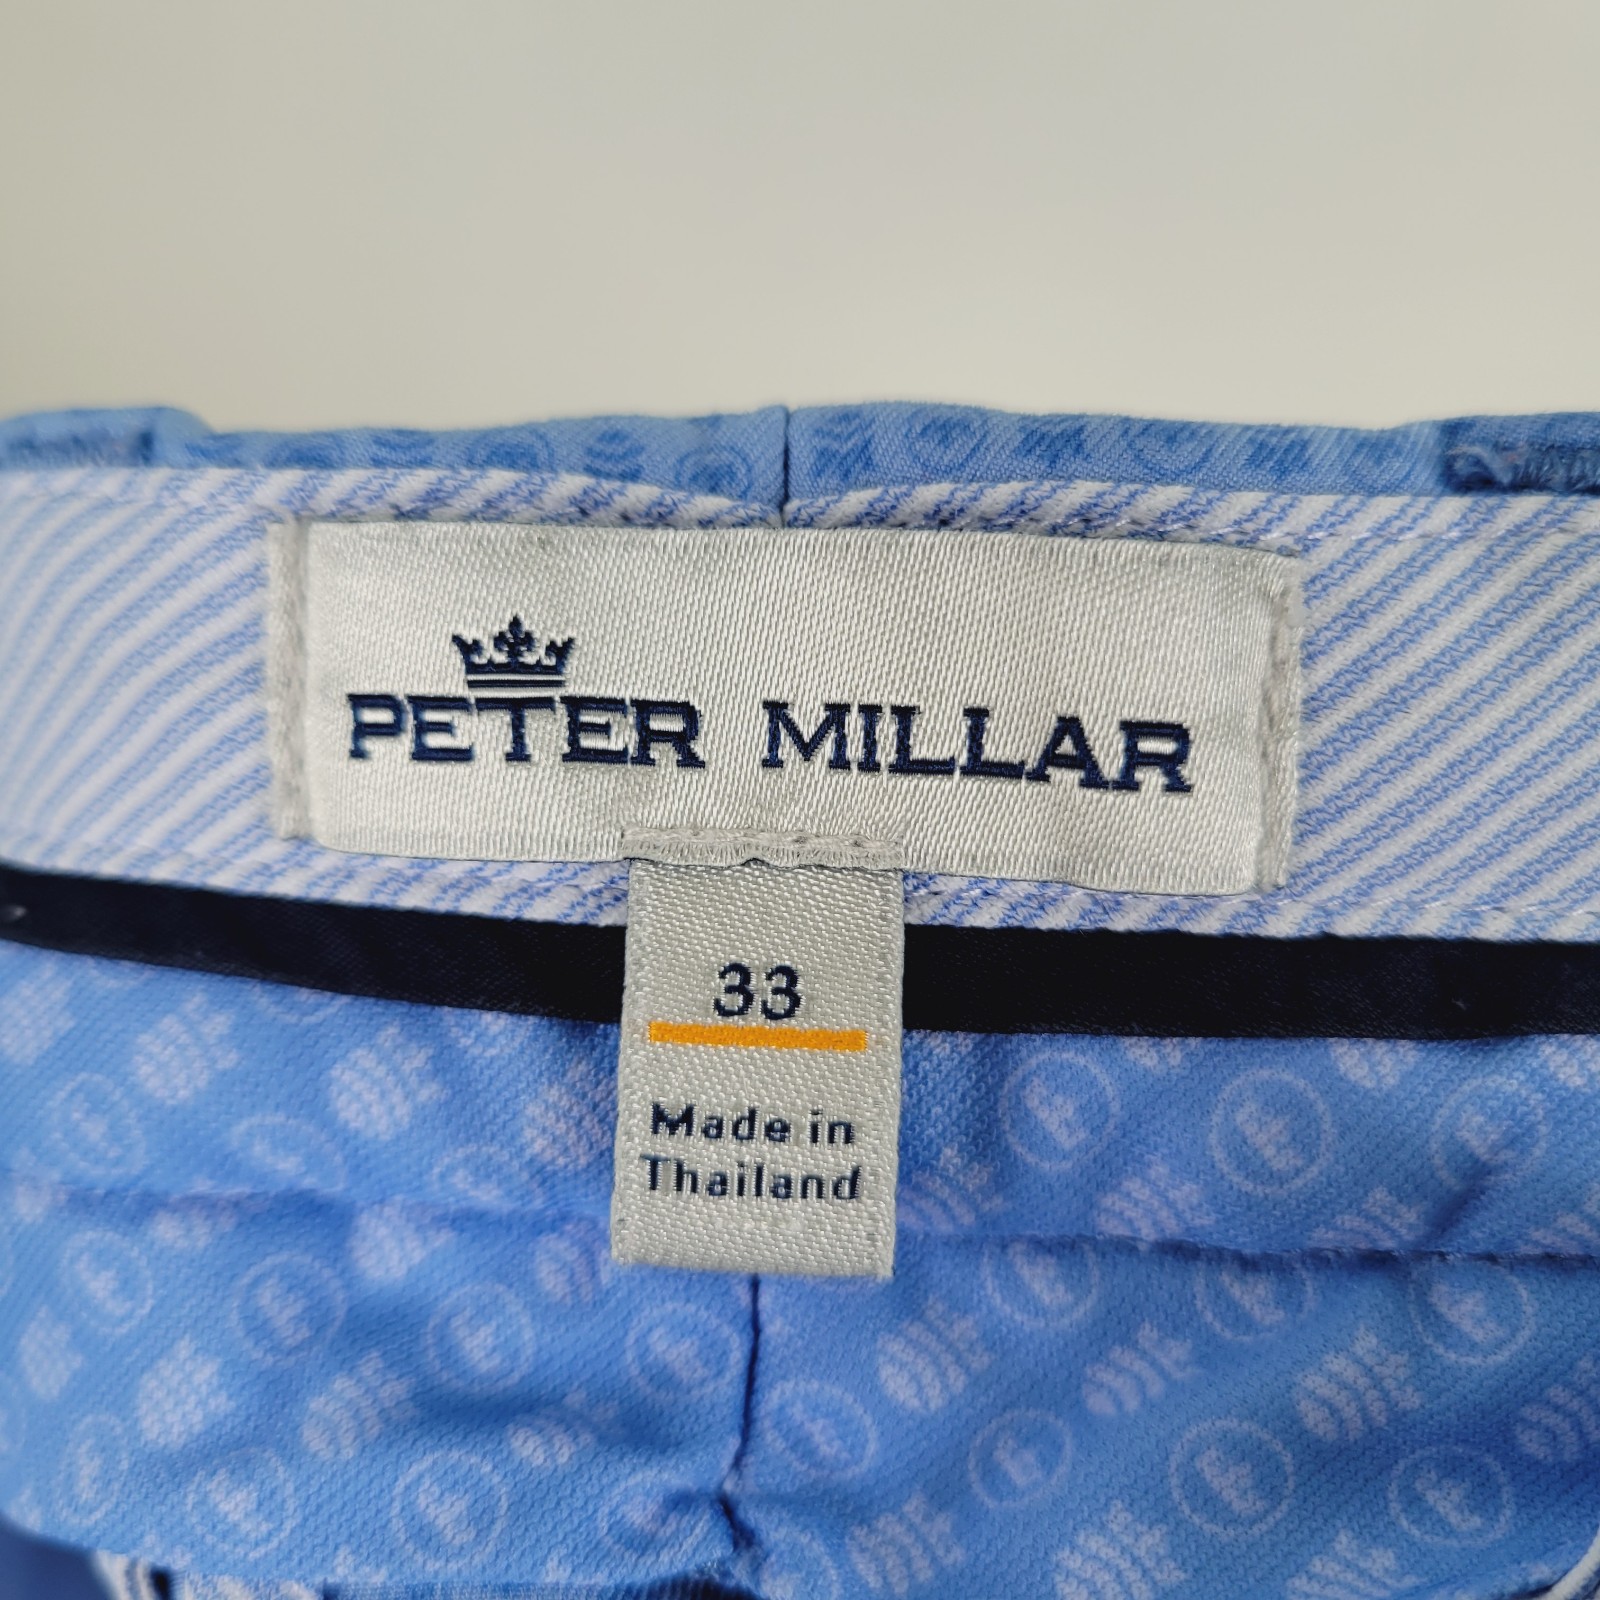 PETER MILLAR
33
Made in
Thailand